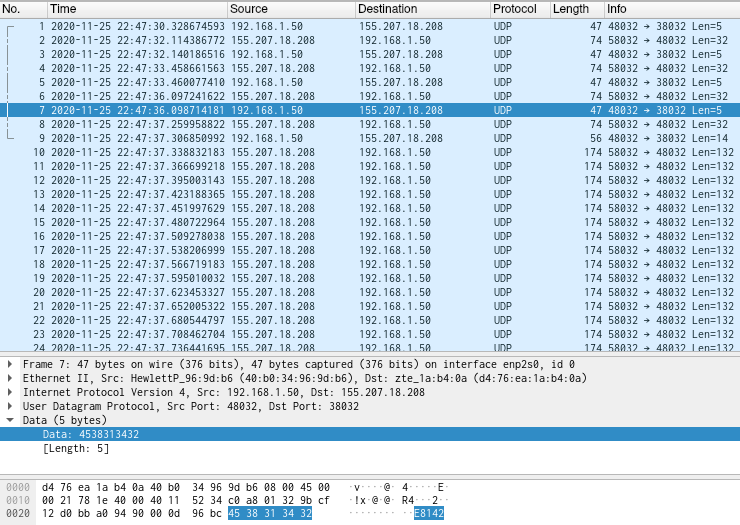 No. Time Source Destination Protocol Length Info
1 2020-11-25 22:47:30.328674593 192.168.1.50 155.207.18.208 UDP 47 48032 → 38032 Len=5
2 2020-11-25 22:47:32.114386772 155.207.18.208 192.168.1.50 UDP 74 58032 → 48032 Len=32
3 2020-11-25 22:47:32.140186516 192.168.1.50 155.207.18.208 UDP 47 48032 → 38032 Len=5
4 2020-11-25 22:47:33.458661563 155.207.18.208 192.168.1.50 UDP 74 58032 → 48032 Len=32
5 2020-11-25 22:47:33.460077410 192.168.1.50 155.207.18.208 UDP 47 48032 → 38032 Len=5
6 2020-11-25 22:47:36.097241622 155.207.18.208 192.168.1.50 UDP 74 58032 → 48032 Len=32
7 2020-11-25 22:47:36.098714181 192.168.1.50 155.207.18.208 UDP 47 48032 → 38032 Len=5
8 2020-11-25 22:47:37.259958822 155.207.18.208 192.168.1.50 UDP 74 58032 → 48032 Len=32
9 2020-11-25 22:47:37.306850992 192.168.1.50 155.207.18.208 UDP 56 48032 → 38032 Len=14
10 2020-11-25 22:47:37.338832183 155.207.18.208 192.168.1.50 UDP 174 58032 → 48032 Len=132
11 2020-11-25 22:47:37.366699218 155.207.18.208 192.168.1.50 UDP 174 58032 → 48032 Len=132
12 2020-11-25 22:47:37.395003143 155.207.18.208 192.168.1.50 UDP 174 58032 → 48032 Len=132
13 2020-11-25 22:47:37.423188365 155.207.18.208 192.168.1.50 UDP 174 58032 → 48032 Len=132
14 2020-11-25 22:47:37.451997629 155.207.18.208 192.168.1.50 UDP 174 58032 → 48032 Len=132
15 2020-11-25 22:47:37.480722964 155.207.18.208 192.168.1.50 UDP 174 58032 → 48032 Len=132
16 2020-11-25 22:47:37.509278038 155.207.18.208 192.168.1.50 UDP 174 58032 → 48032 Len=132
17 2020-11-25 22:47:37.538206999 155.207.18.208 192.168.1.50 UDP 174 58032 → 48032 Len=132
18 2020-11-25 22:47:37.566719183 155.207.18.208 192.168.1.50 UDP 174 58032 → 48032 Len=132
19 2020-11-25 22:47:37.595010032 155.207.18.208 192.168.1.50 UDP 174 58032 → 48032 Len=132
20 2020-11-25 22:47:37.623453327 155.207.18.208 192.168.1.50 UDP 174 58032 → 48032 Len=132
21 2020-11-25 22:47:37.652005322 155.207.18.208 192.168.1.50 UDP 174 58032 → 48032 Len=132
22 2020-11-25 22:47:37.680544797 155.207.18.208 192.168.1.50 UDP 174 58032 → 48032 Len=132
23 2020-11-25 22:47:37.708462704 155.207.18.208 192.168.1.50 UDP 174 58032 → 48032 Len=132
24 2020-11-25 22:47:37.736441695 155.207.18.208 192.168.1.50 UDP 174 58032 → 48032 Len=132
Frame 7: 47 bytes on wire (376 bits), 47 bytes captured (376 bits) on interface enp2s0, id 0
Ethernet II, Src: HewlettP_96:9d:b6 (40:b0:34:96:9d:b6), Dst: zte_1a:b4:0a (d4:76:ea:1a:b4:0a)
Internet Protocol Version 4, Src: 192.168.1.50, Dst: 155.207.18.208
User Datagram Protocol, Src Port: 48032, Dst Port: 38032
Data (5 bytes)
Data: 4538313432
[Length: 5]
0000 d4 76 ea 1a b4 0a 40 b0 34 96 9d b6 08 00 45 00 ·v····@· 4·····E·
0010 00 21 78 1e 40 00 40 11 52 34 c0 a8 01 32 9b cf ·!x·@·@· R4···2··
0020 12 d0 bb a0 94 90 00 0d 96 bc 45 38 31 34 32 ········ ··E8142